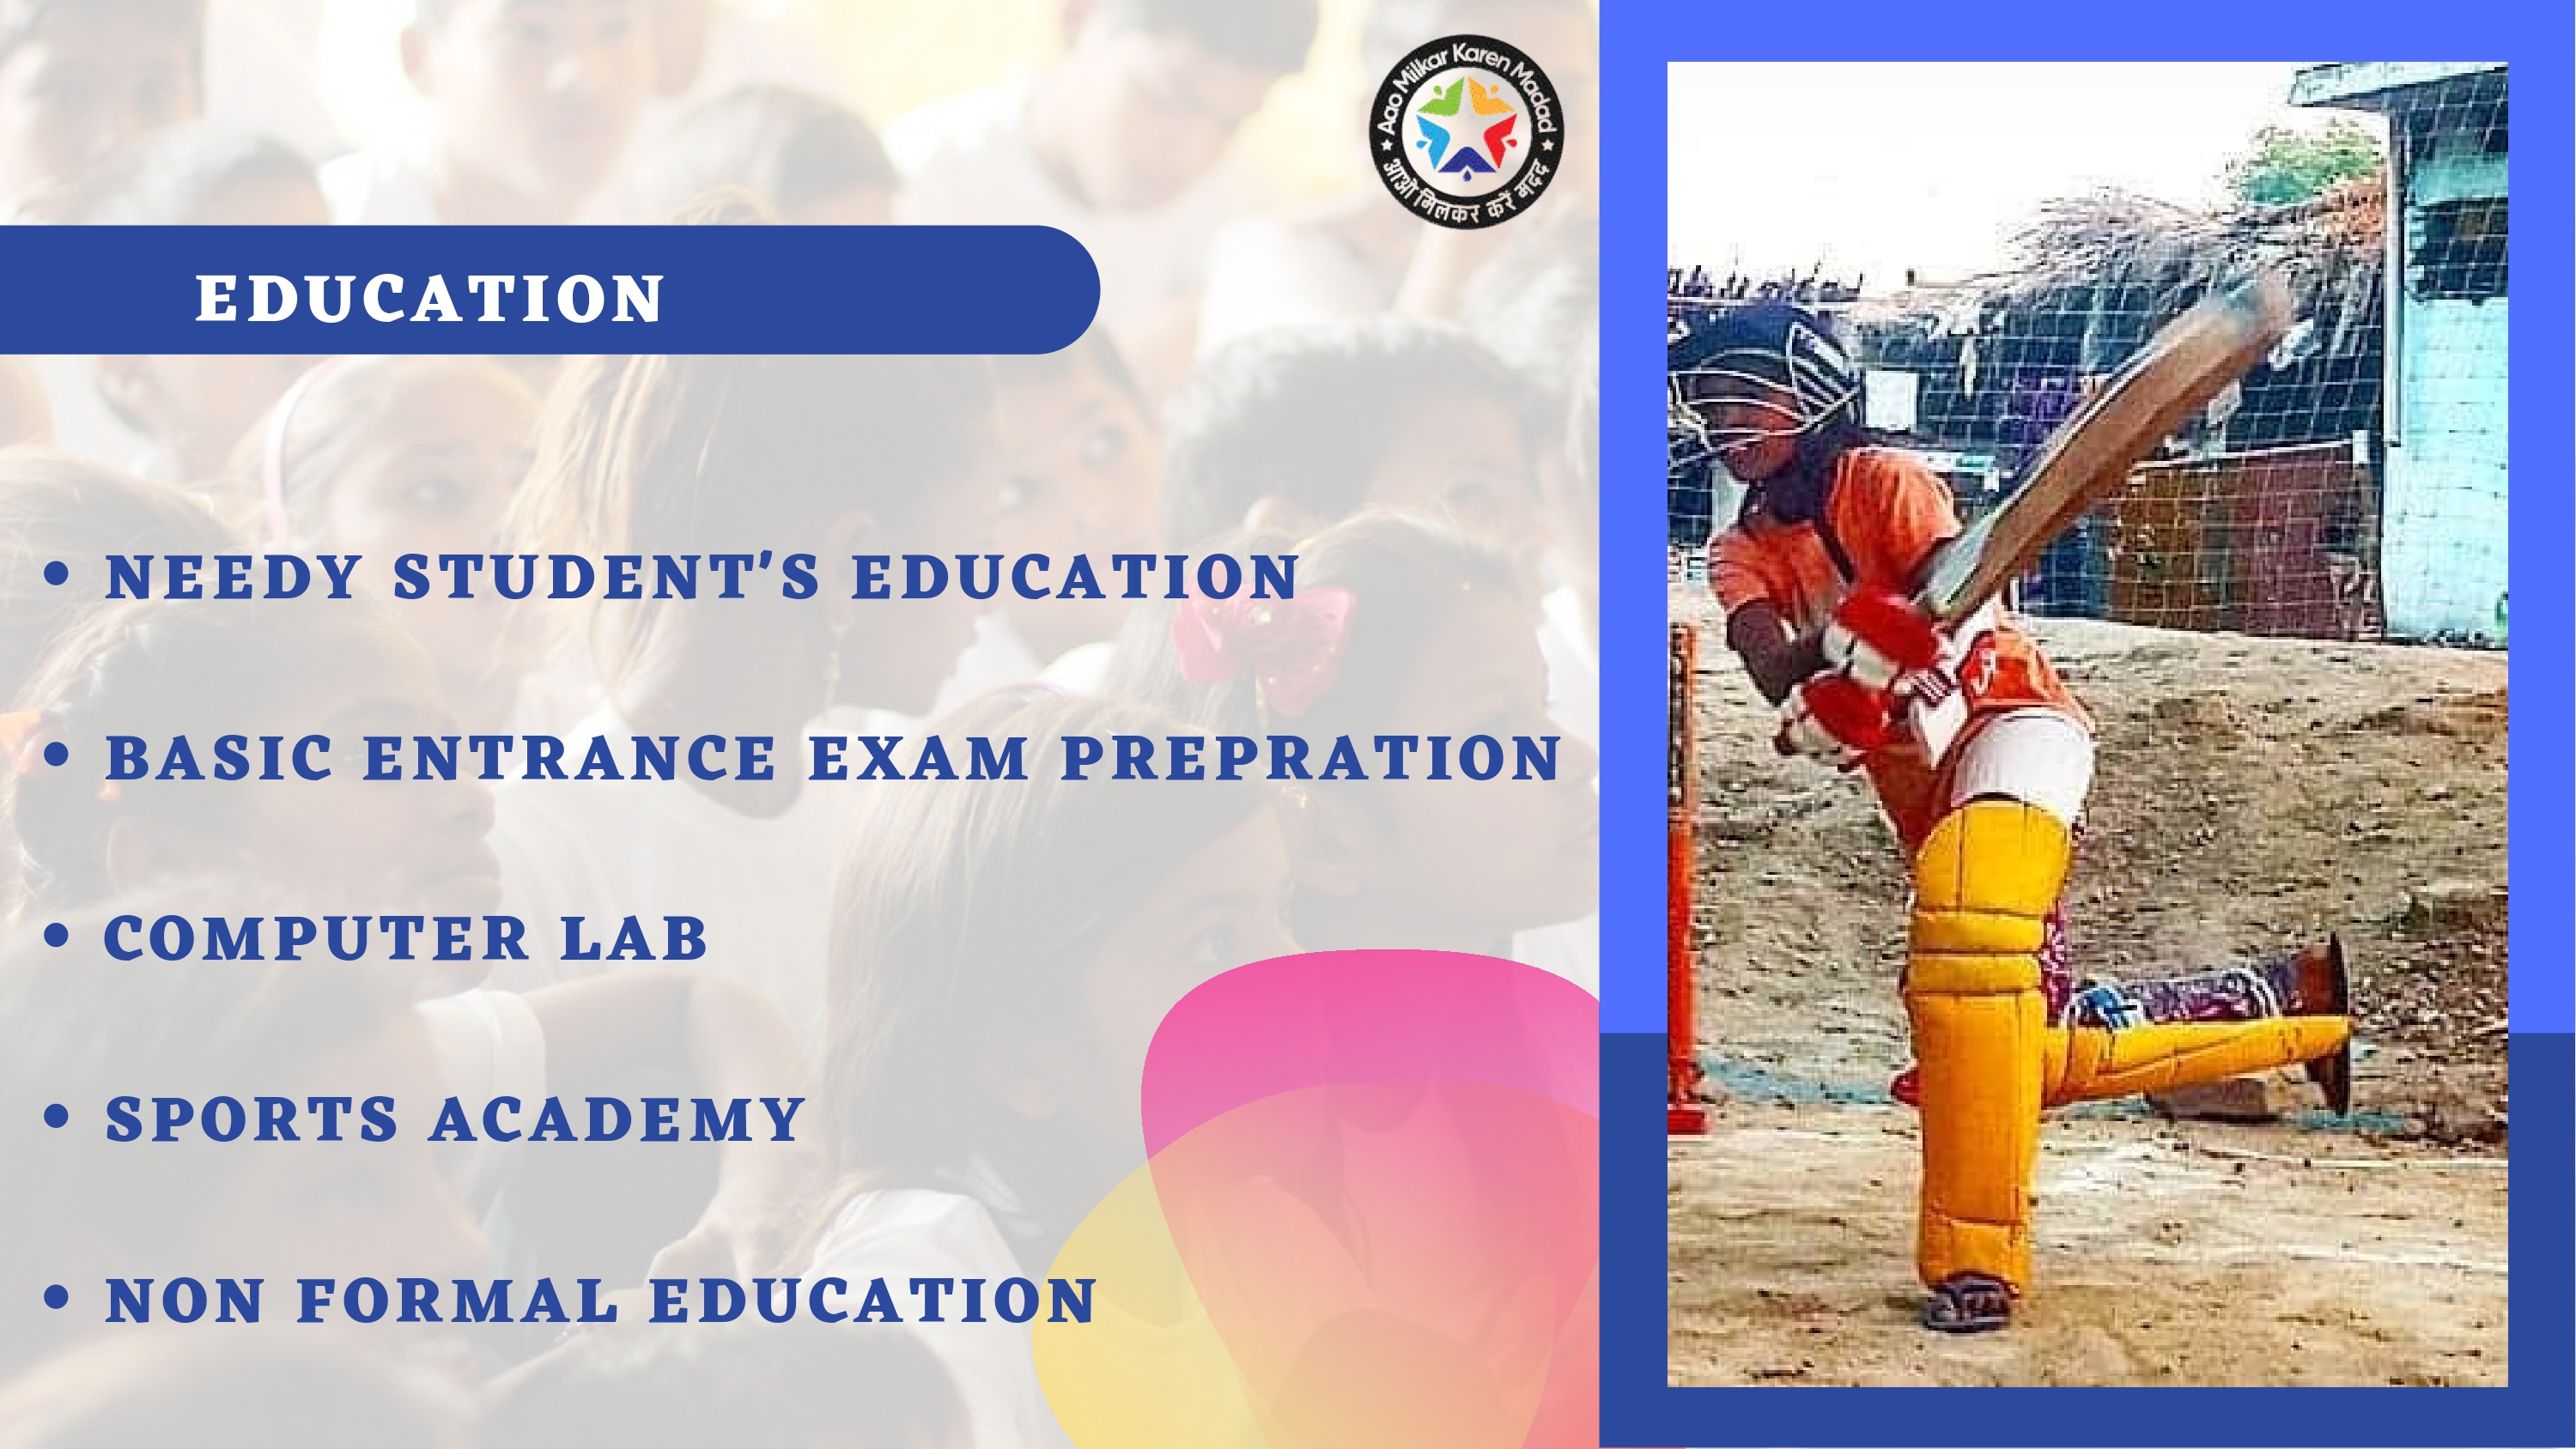 Aao Milkar Karen Madad
आओ मिलकर करें मदद
EDUCATION
• NEEDY STUDENT'S EDUCATION
• BASIC ENTRANCE EXAM PREPRATION
• COMPUTER LAB
• SPORTS ACADEMY
• NON FORMAL EDUCATION